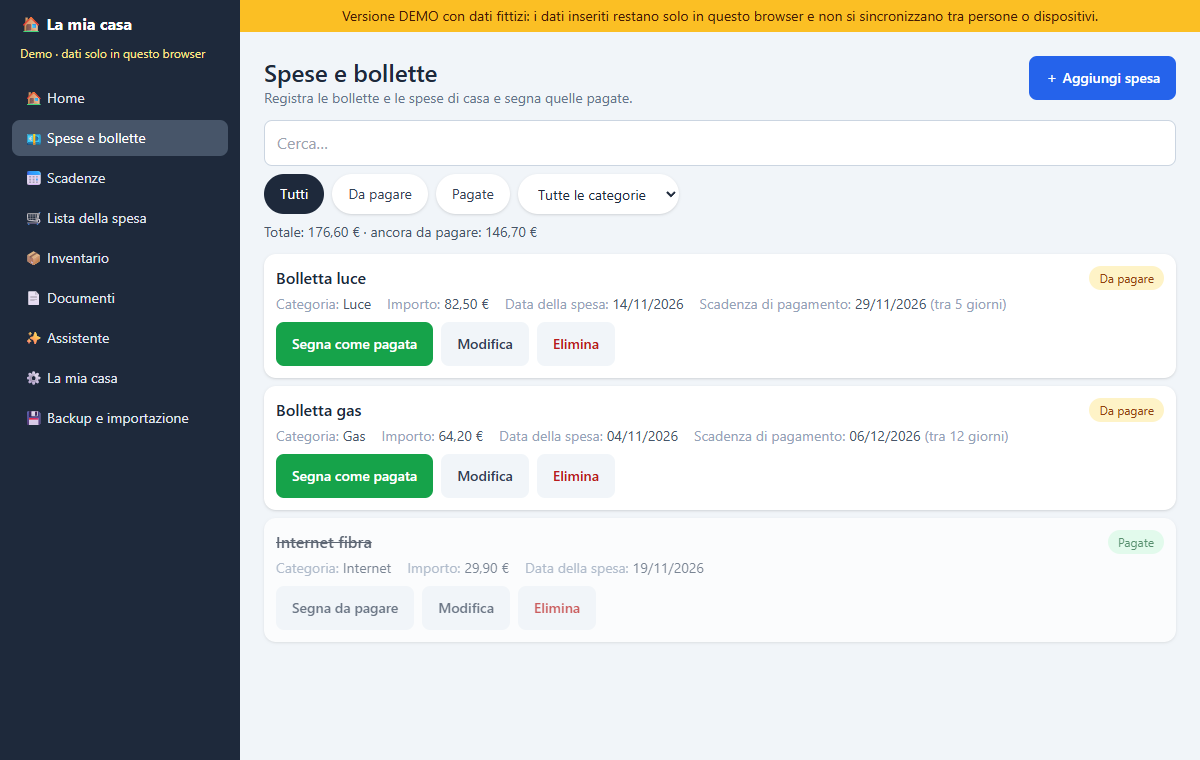 La mia casa
Demo · dati solo in questo browser
Home
Spese e bollette
Scadenze
Lista della spesa
Inventario
Documenti
Assistente
La mia casa
Backup e importazione
Versione DEMO con dati fittizi: i dati inseriti restano solo in questo browser e non si sincronizzano tra persone o dispositivi.
Spese e bollette
Registra le bollette e le spese di casa e segna quelle pagate.
+ Aggiungi spesa
Cerca...
Tutti Da pagare Pagate Tutte le categorie
Totale: 176,60 € · ancora da pagare: 146,70 €
Bolletta luce Da pagare
Categoria: Luce Importo: 82,50 € Data della spesa: 14/11/2026 Scadenza di pagamento: 29/11/2026 (tra 5 giorni)
Segna come pagata Modifica Elimina
Bolletta gas Da pagare
Categoria: Gas Importo: 64,20 € Data della spesa: 04/11/2026 Scadenza di pagamento: 06/12/2026 (tra 12 giorni)
Segna come pagata Modifica Elimina
Internet fibra Pagate
Categoria: Internet Importo: 29,90 € Data della spesa: 19/11/2026
Segna da pagare Modifica Elimina